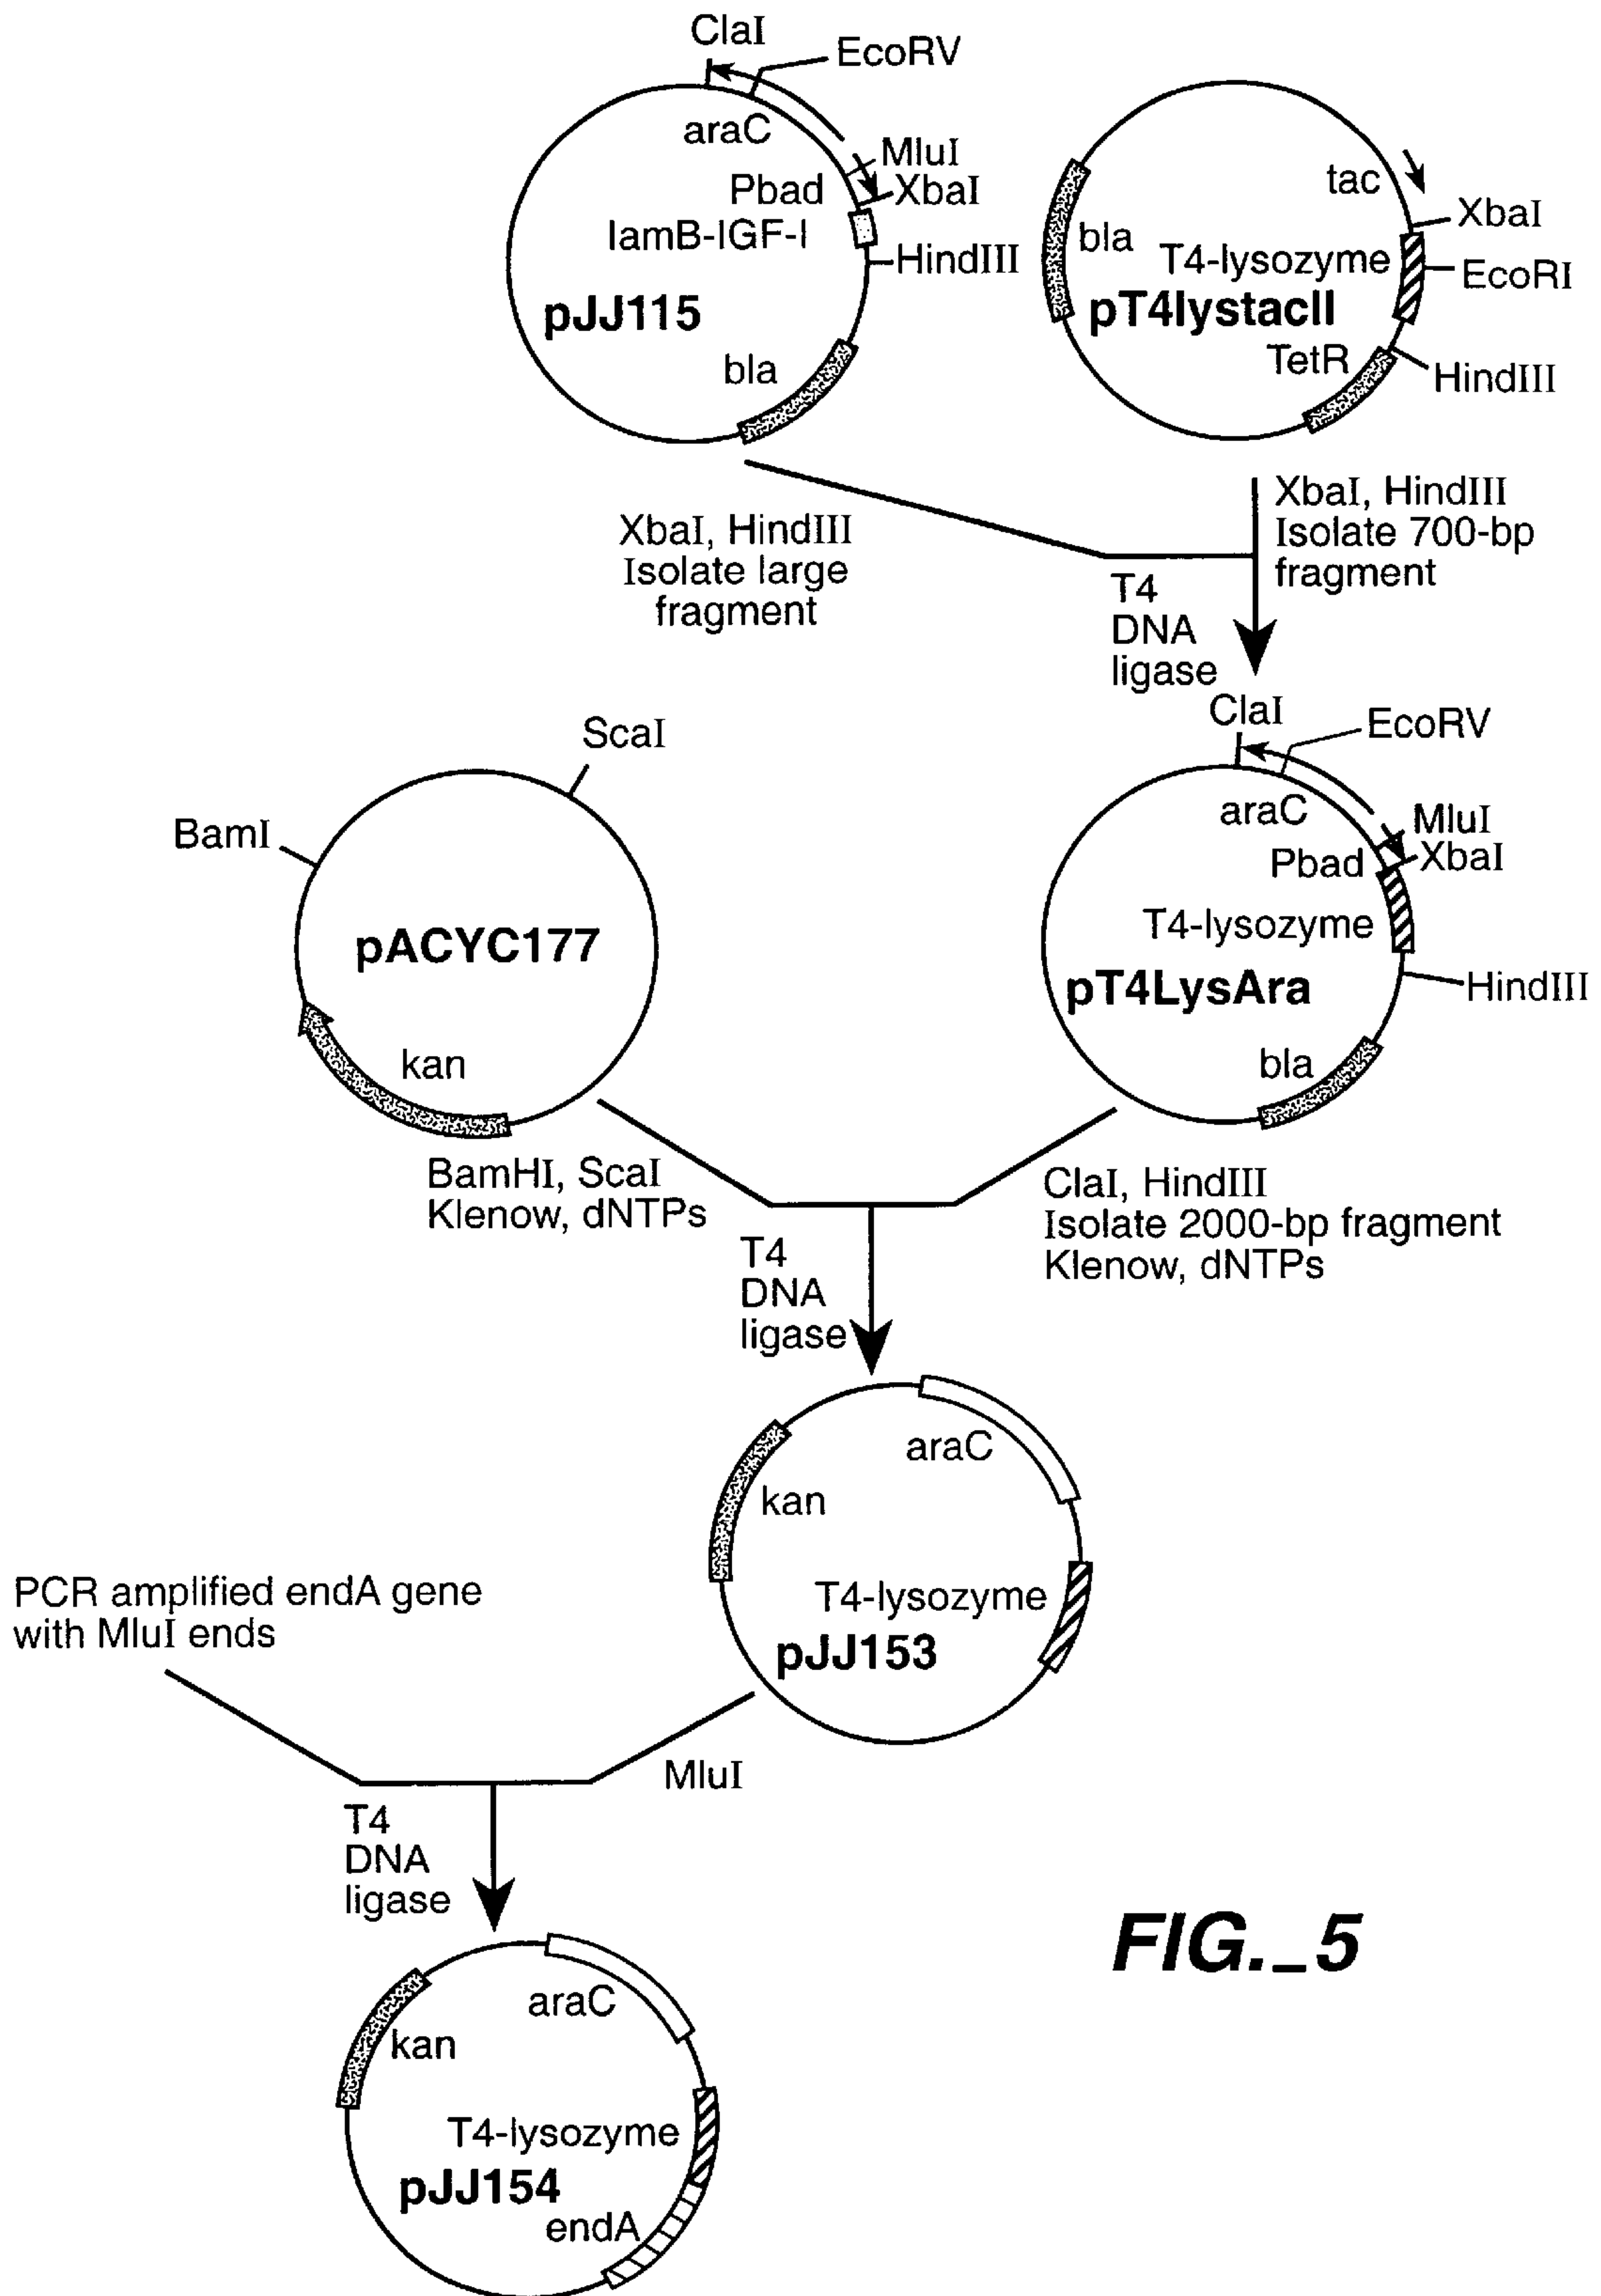 ClaI
EcoRV
araC
MluI
Pbad
XbaI
lamB-IGF-I
HindIII
pJJ115
bla
tac
XbaI
bla
T4-lysozyme
EcoRI
pT4lystacII
TetR
HindIII
XbaI, HindIII
Isolate large
fragment
XbaI, HindIII
Isolate 700-bp
fragment
T4
DNA
ligase
ScaI
BamI
pACYC177
kan
ClaI
EcoRV
araC
MluI
Pbad
XbaI
T4-lysozyme
pT4LysAra
HindIII
bla
BamHI, ScaI
Klenow, dNTPs
ClaI, HindIII
Isolate 2000-bp fragment
Klenow, dNTPs
T4
DNA
ligase
araC
kan
T4-lysozyme
pJJ153
PCR amplified endA gene
with MluI ends
MluI
T4
DNA
ligase
araC
kan
T4-lysozyme
pJJ154
endA
FIG._5